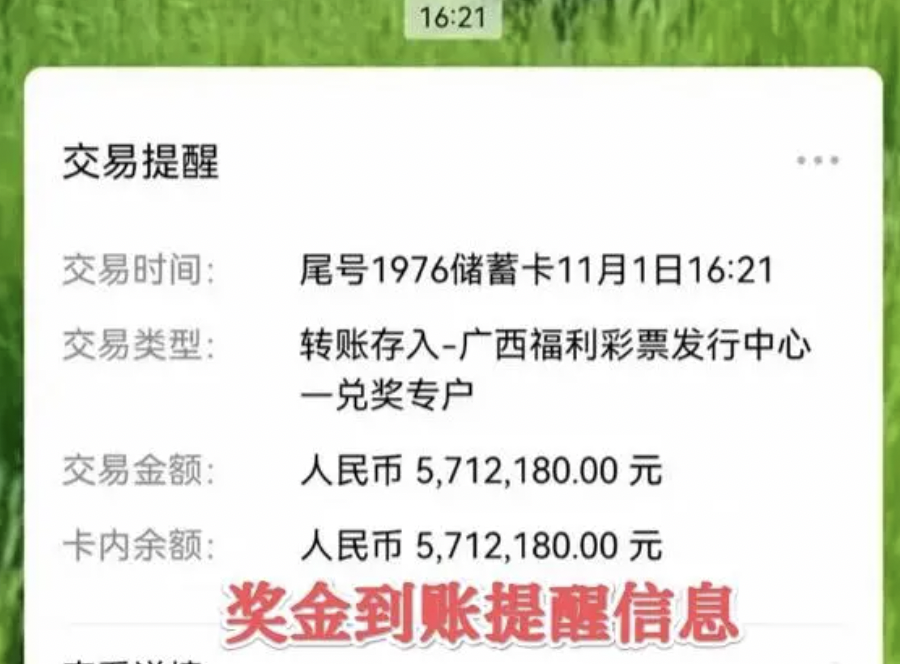 16:21
交易提醒
交易时间: 尾号1976储蓄卡11月1日16:21
交易类型: 转账存入-广西福利彩票发行中心
一兑奖专户
交易金额: 人民币 5,712,180.00 元
卡内余额: 人民币 5,712,180.00 元
奖金到账提醒信息